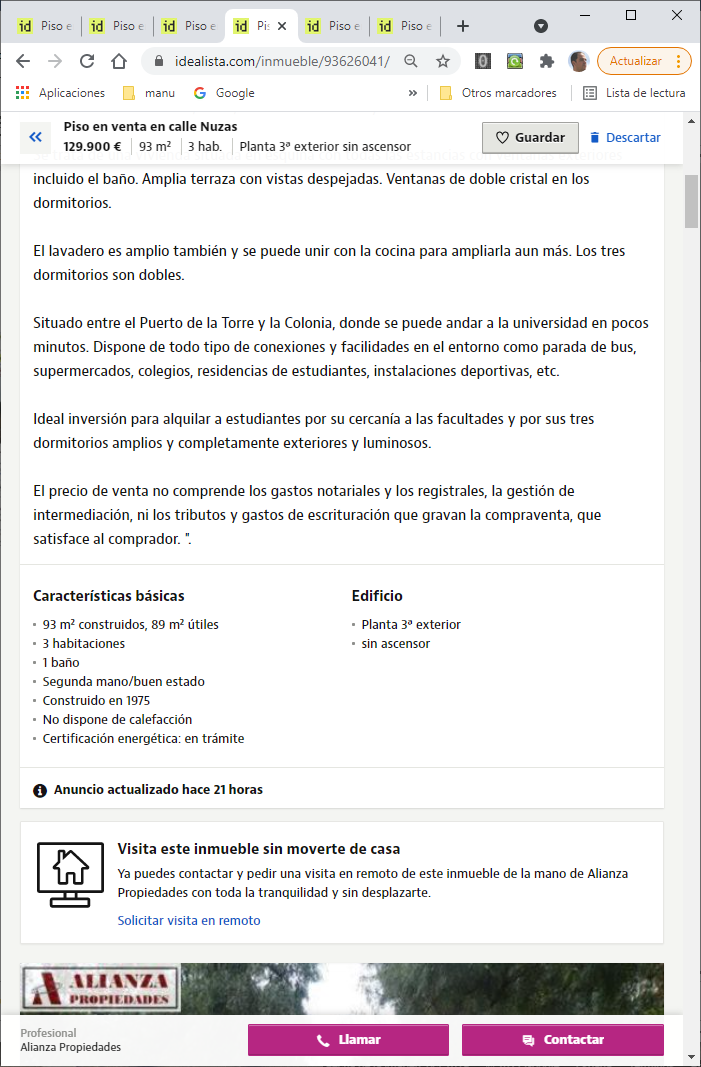 Piso e
Piso e
Piso e
Pi
Piso e
Piso e
idealista.com/inmueble/93626041/
Actualizar
Aplicaciones
manu
Google
»
Otros marcadores
Lista de lectura
Piso en venta en calle Nuzas
129.900 € 93 m² 3 hab. Planta 3ª exterior sin ascensor
Guardar
Descartar
incluido el baño. Amplia terraza con vistas despejadas. Ventanas de doble cristal en los
dormitorios.
El lavadero es amplio también y se puede unir con la cocina para ampliarla aun más. Los tres
dormitorios son dobles.
Situado entre el Puerto de la Torre y la Colonia, donde se puede andar a la universidad en pocos
minutos. Dispone de todo tipo de conexiones y facilidades en el entorno como parada de bus,
supermercados, colegios, residencias de estudiantes, instalaciones deportivas, etc.
Ideal inversión para alquilar a estudiantes por su cercanía a las facultades y por sus tres
dormitorios amplios y completamente exteriores y luminosos.
El precio de venta no comprende los gastos notariales y los registrales, la gestión de
intermediación, ni los tributos y gastos de escrituración que gravan la compraventa, que
satisface al comprador. ".
Características básicas
93 m² construidos, 89 m² útiles
3 habitaciones
1 baño
Segunda mano/buen estado
Construido en 1975
No dispone de calefacción
Certificación energética: en trámite
Edificio
Planta 3ª exterior
sin ascensor
Anuncio actualizado hace 21 horas
Visita este inmueble sin moverte de casa
Ya puedes contactar y pedir una visita en remoto de este inmueble de la mano de Alianza
Propiedades con toda la tranquilidad y sin desplazarte.
Solicitar visita en remoto
ALIANZA
PROPIEDADES
Profesional
Alianza Propiedades
Llamar
Contactar